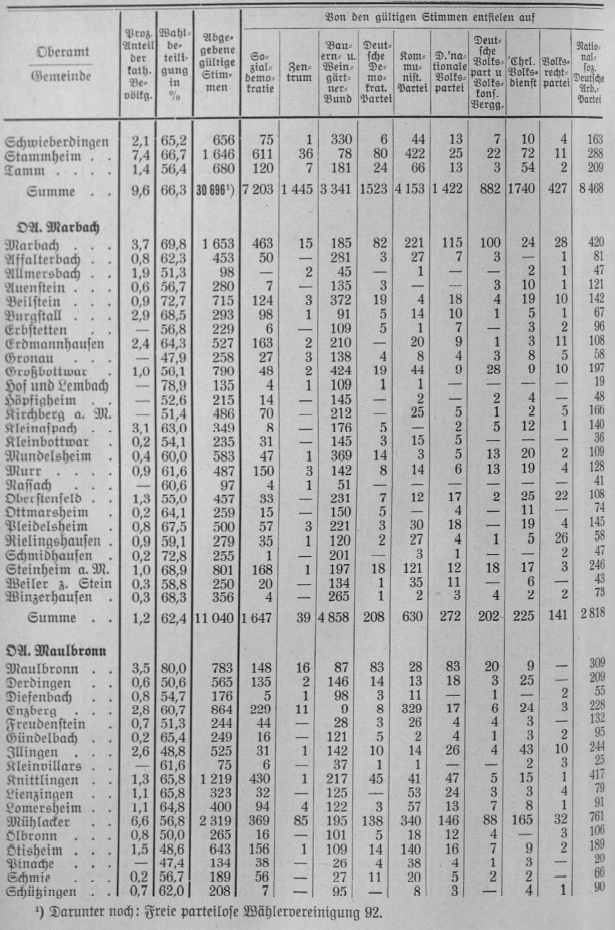 Oberamt
Gemeinde
Proz. Anteil der kath. Bevölkg.
Wahlbeteiligung in %
Abgegebene gültige Stimmen
Von den gültigen Stimmen entfielen auf
Sozialdemokratie
Zentrum
Bauern- u. Weingärtner-Bund
Deutsche Demokrat. Partei
Kommunist. Partei
D.'nationale Volkspartei
Deutsche Volkspart u Volkskons. Vergg.
Chrl. Volksdienst
Volksrechtpartei
National-soz. Deutsche Arb.-Partei
Schwieberdingen 2,1 65,2 656 75 1 330 6 44 13 7 10 4 163
Stammheim . . 7,4 66,7 1 646 611 36 78 80 422 25 22 72 11 288
Tamm . . . . 1,4 56,4 680 120 7 181 24 66 13 3 54 2 209
Summe . . 9,6 66,3 30 696¹) 7 203 1 445 3 341 1523 4 153 1 422 882 1740 427 8 468
OA. Marbach
Marbach . . . 3,7 69,8 1 653 463 15 185 82 221 115 100 24 28 420
Affalterbach . . 0,8 62,3 453 50 — 281 3 27 7 3 — 1 81
Allmersbach . . 1,9 51,3 98 — 2 45 — 1 — — 2 1 47
Auenstein . . . 0,6 56,7 280 7 — 135 3 — — 3 10 1 121
Beilstein . . . 0,9 72,7 715 124 3 372 19 4 18 4 19 10 142
Burgstall . . . 2,9 68,5 293 98 1 91 5 14 10 1 5 1 67
Erbstetten . . — 56,8 229 6 — 109 5 1 7 — 3 2 96
Erdmannhausen . 2,4 64,3 527 163 2 210 — 20 9 1 3 11 108
Gronau . . . — 47,9 258 27 3 138 4 8 4 3 8 5 58
Großbottwar . . 1,0 56,1 790 48 2 424 19 44 9 28 9 10 197
Hof und Lembach — 78,9 135 4 1 109 1 1 — — — — 19
Höpfigheim . . — 52,6 215 14 — 145 — 2 — 2 4 — 48
Kirchberg a. M. — 51,4 486 70 — 212 — 25 5 1 2 5 166
Kleinaspach . . 3,1 63,0 349 8 — 176 5 — 2 5 12 1 140
Kleinbottwar . . 0,2 54,1 235 31 — 145 3 15 5 — — — 36
Mundelsheim . 0,4 60,0 583 47 1 369 14 3 5 13 20 2 109
Murr . . . . 0,9 61,6 487 150 3 142 8 14 6 13 19 4 128
Nassach . . . — 60,6 97 4 1 51 — — — — — — 41
Oberstenfeld . . 1,3 55,0 457 33 — 231 7 12 17 2 25 22 108
Ottmarsheim . . 0,2 64,1 259 15 — 150 5 — 4 — 11 — 74
Pleidelsheim . . 0,8 67,5 500 57 3 221 3 30 18 — 19 4 145
Rielingshausen . 0,9 59,1 279 35 1 120 2 27 4 1 5 26 58
Schmidhausen . . 0,2 72,8 255 1 — 201 — 3 1 — — 2 47
Steinheim a. M. 1,0 68,9 801 168 1 197 18 121 12 18 17 3 246
Weiler z. Stein 0,3 58,8 250 20 — 134 1 35 11 — 6 — 43
Winzerhausen . 0,3 68,3 356 4 — 265 1 2 3 4 2 2 73
Summe . . 1,2 62,4 11 040 1 647 39 4 858 208 630 272 202 225 141 2 818
OA. Maulbronn
Maulbronn . . 3,5 80,0 783 148 16 87 83 28 83 20 9 — 309
Derdingen . . 0,6 50,6 565 135 2 146 14 13 18 3 25 — 209
Diefenbach . . 0,8 54,7 176 5 1 98 3 11 — 1 — 2 55
Enzberg . . . 2,8 60,7 864 229 11 9 8 329 17 6 24 3 228
Freudenstein . . 0,7 51,3 244 44 — 28 3 26 4 4 3 — 132
Gündelbach . . 0,2 65,4 249 16 — 121 5 2 4 1 3 2 95
Illingen . . . 2,6 48,8 525 31 1 142 10 14 26 4 43 10 244
Kleinvillars . . — 61,6 75 6 — 37 1 1 — — 2 3 25
Knittlingen . . 1,3 65,8 1 219 430 1 217 45 41 47 5 15 1 417
Lienzingen . . 1,1 65,8 323 32 — 125 — 53 24 3 3 4 79
Lomersheim . . 1,1 64,8 400 94 4 122 3 57 13 7 8 1 91
Mühlacker . . 6,6 56,8 2 319 369 85 195 138 340 146 88 165 32 761
Ölbronn . . . 0,8 50,0 265 16 — 101 5 18 12 4 — 3 106
Ötisheim . . . 1,5 48,6 643 156 1 109 14 140 16 7 9 2 189
Pinache . . . — 47,4 134 38 — 26 4 38 4 1 3 — 20
Schmie . . . 0,2 56,7 189 56 — 27 11 20 5 2 2 — 66
Schützingen . . 0,7 62,0 208 7 — 95 — 8 3 — 4 1 90
¹) Darunter noch: Freie parteilose Wählervereinigung 92.